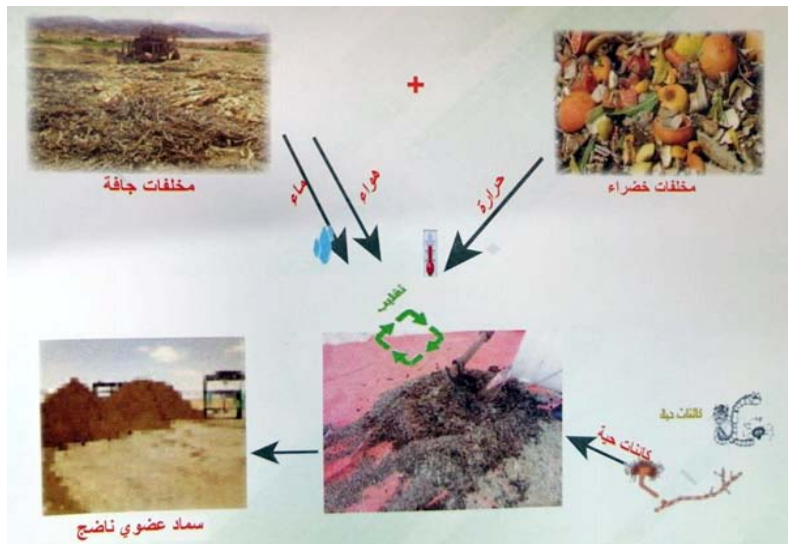 +
مخلفات جافة
مخلفات خضراء
ماء
هواء
حرارة
تقليب
كائنات حية
كائنات حية
سماد عضوي ناضج